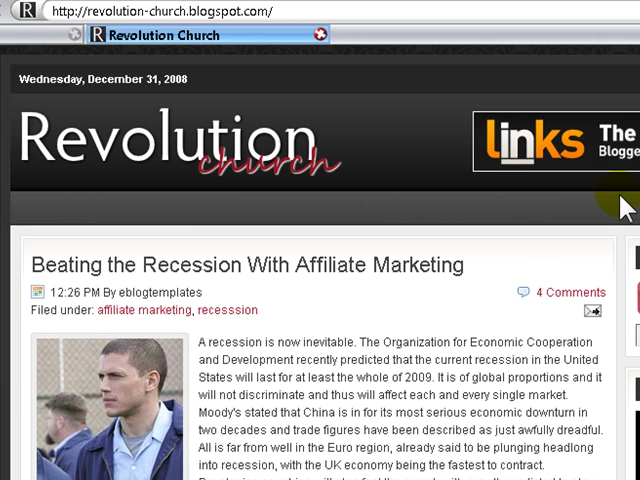 http://revolution-church.blogspot.com/
Revolution Church
Wednesday, December 31, 2008
Revolution
church
links The
Blogge
Beating the Recession With Affiliate Marketing
12:26 PM By eblogtemplates
4 Comments
Filed under: affiliate marketing, recesssion
A recession is now inevitable. The Organization for Economic Cooperation
and Development recently predicted that the current recession in the United
States will last for at least the whole of 2009. It is of global proportions and it
will not discriminate and thus will affect each and every single market.
Moody's stated that China is in for its most serious economic downturn in
two decades and trade figures have been described as just awfully dreadful.
All is far from well in the Euro region, already said to be plunging headlong
into recession, with the UK economy being the fastest to contract.